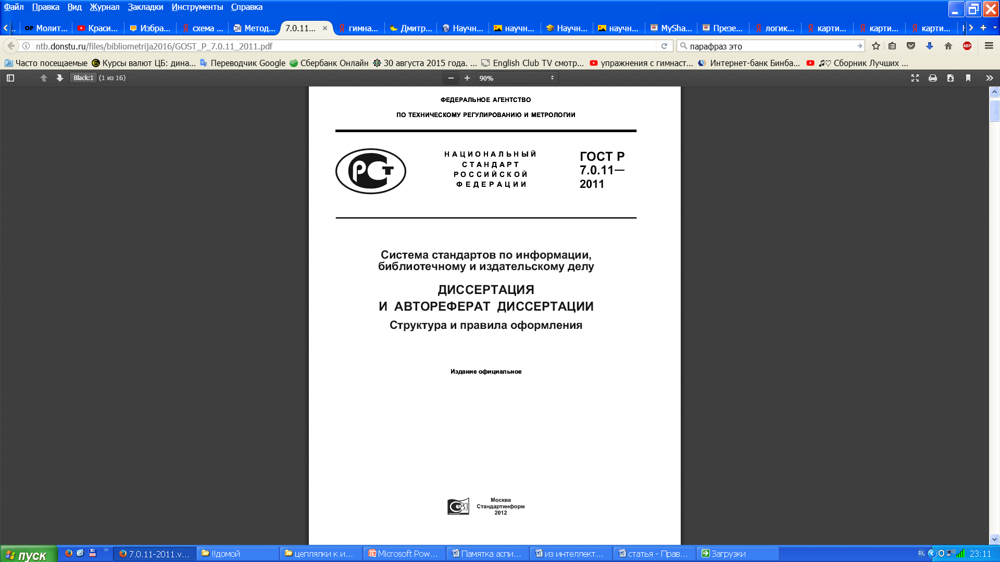 Файл Правка Вид Журнал Закладки Инструменты Справка
Молит... Краси... Избра... схема ... Метод... 7.0.11... гимна... Дмитр... Научн... научн... Научн... научн... MySha... Презе... логик... карти... карти... карти...
ntb.donstu.ru/files/bibliometrija2016/GOST_P_7.0.11_2011.pdf парафраз это
Часто посещаемые Курсы валют ЦБ: дина... Переводчик Google Сбербанк Онлайн 30 августа 2015 года. ... English Club TV смотр... упражнения с гимнаст... Интернет-банк Бинба... ♫♡ Сборник Лучших ...
Black:1 (1 из 16) 90%
ФЕДЕРАЛЬНОЕ АГЕНТСТВО
ПО ТЕХНИЧЕСКОМУ РЕГУЛИРОВАНИЮ И МЕТРОЛОГИИ
НАЦИОНАЛЬНЫЙ
СТАНДАРТ
РОССИЙСКОЙ
ФЕДЕРАЦИИ
ГОСТ Р
7.0.11—
2011
Система стандартов по информации,
библиотечному и издательскому делу
ДИССЕРТАЦИЯ
И АВТОРЕФЕРАТ ДИССЕРТАЦИИ
Структура и правила оформления
Издание официальное
Москва
Стандартинформ
2012
пуск 7.0.11-2011.v... !!домой цеплялки к и... Microsoft Pow... Памятка аспи... из интеллект... статья - Прав... Загрузки RL 23:11